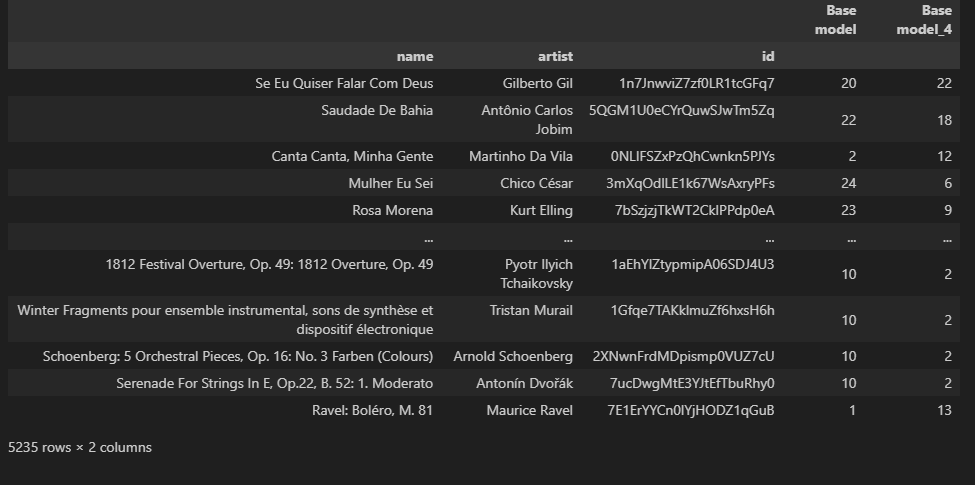 Base model Base model_4
name artist id
Se Eu Quiser Falar Com Deus Gilberto Gil 1n7JnwviZ7zf0LR1tcGFq7 20 22
Saudade De Bahia Antônio Carlos Jobim 5QGM1U0eCYrQuwSJwTm5Zq 22 18
Canta Canta, Minha Gente Martinho Da Vila 0NLIFSZxPzQhCwnkn5PJYs 2 12
Mulher Eu Sei Chico César 3mXqOdILE1k67WsAxryPFs 24 6
Rosa Morena Kurt Elling 7bSzjzjTkWT2CkIPPdp0eA 23 9
... ... ... ... ...
1812 Festival Overture, Op. 49: 1812 Overture, Op. 49 Pyotr Ilyich Tchaikovsky 1aEhYIZtypmipA06SDJ4U3 10 2
Winter Fragments pour ensemble instrumental, sons de synthèse et dispositif électronique Tristan Murail 1Gfqe7TAKkImuZf6hxsH6h 10 2
Schoenberg: 5 Orchestral Pieces, Op. 16: No. 3 Farben (Colours) Arnold Schoenberg 2XNwnFrdMDpismp0VUZ7cU 10 2
Serenade For Strings In E, Op.22, B. 52: 1. Moderato Antonín Dvořák 7ucDwgMtE3YJtEfTbuRhy0 10 2
Ravel: Boléro, M. 81 Maurice Ravel 7E1ErYYCn0lYjHODZ1qGuB 1 13
5235 rows × 2 columns